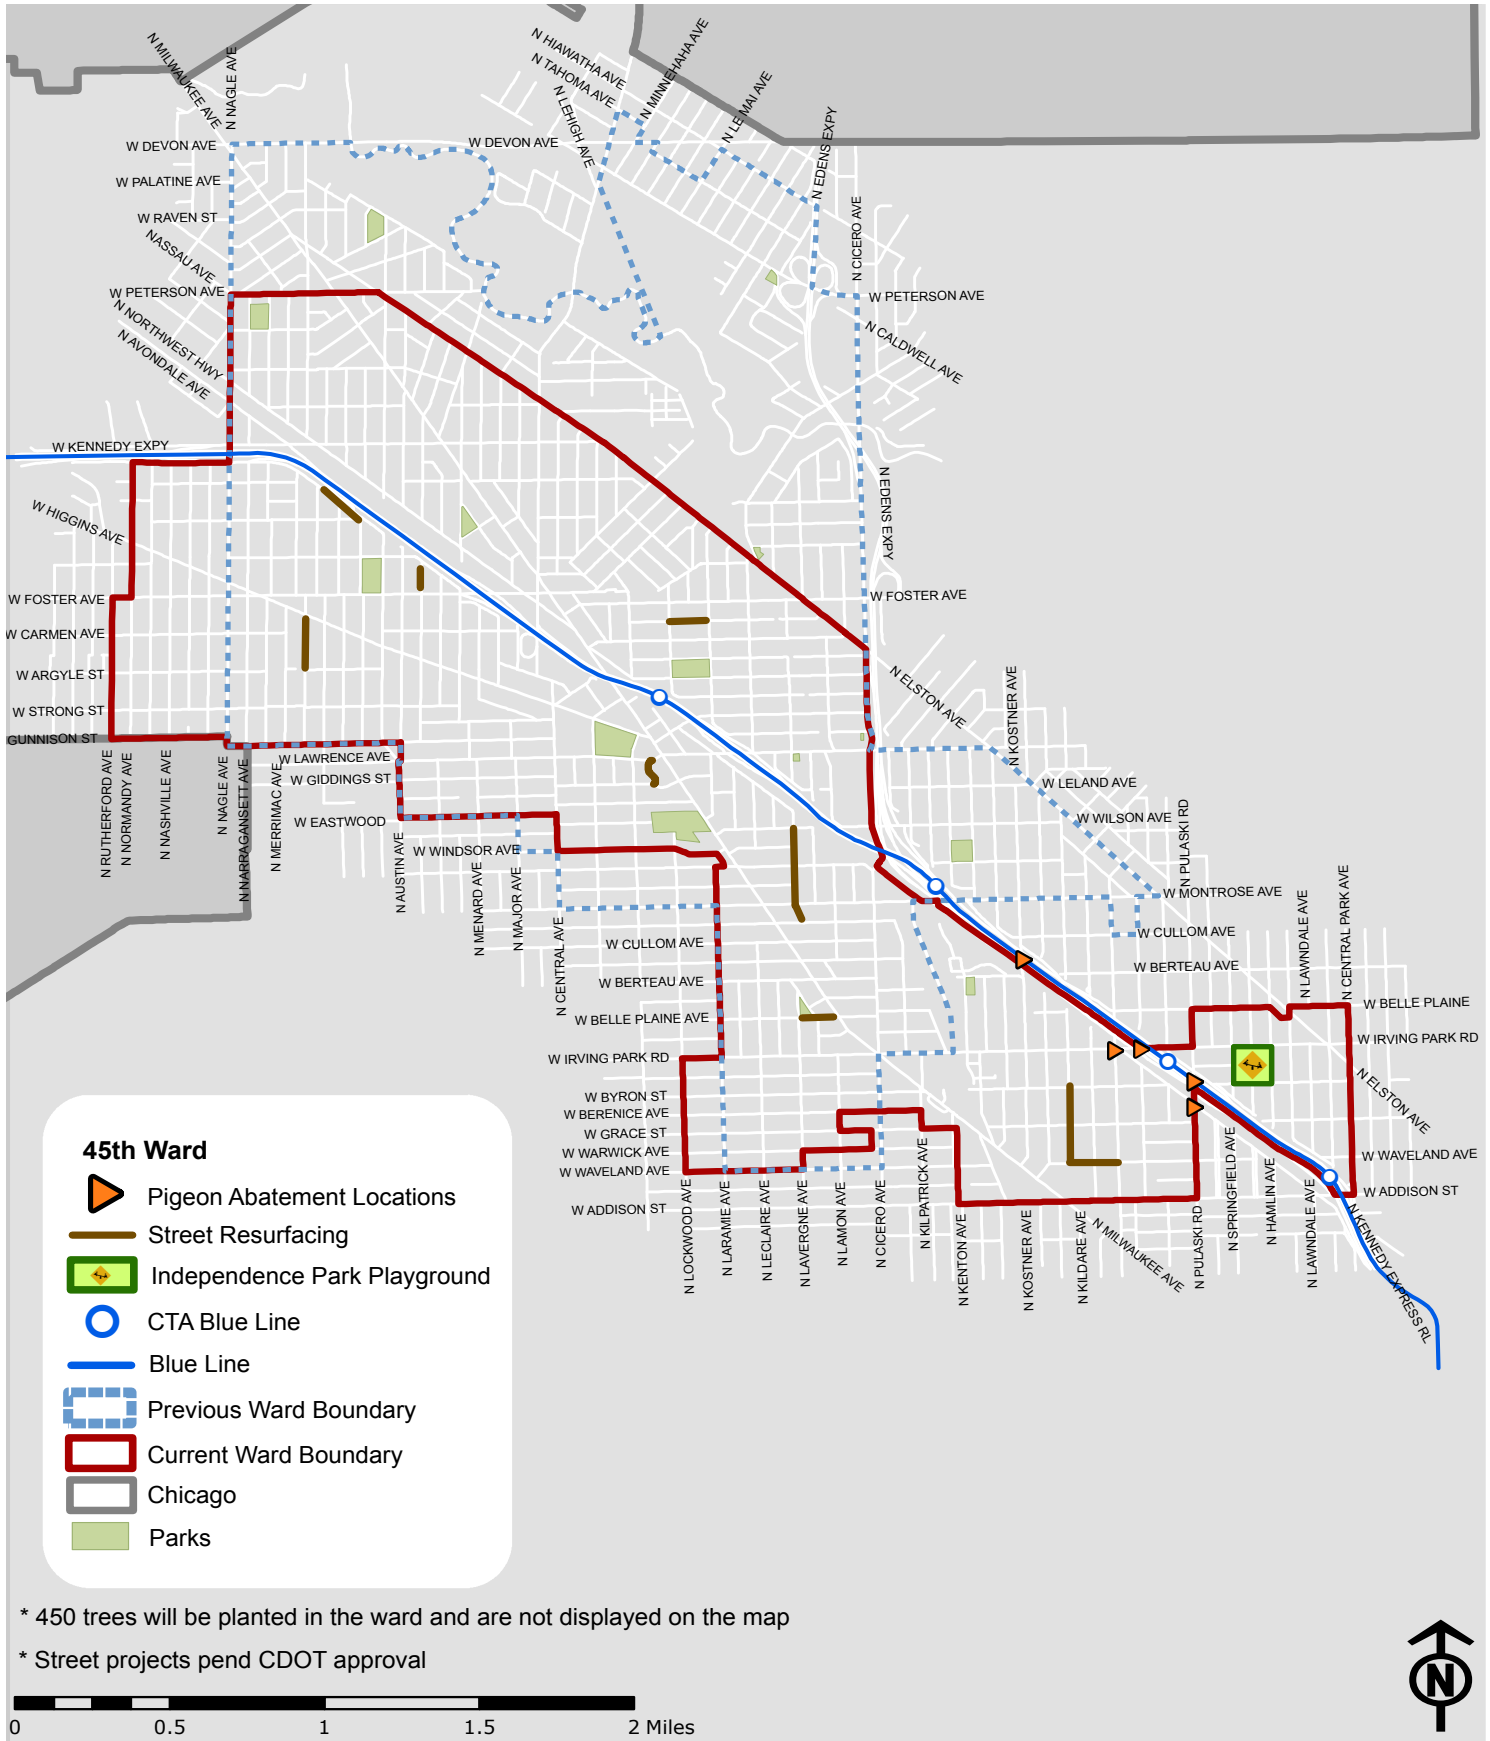 N HIAWATHA AVE
N TAHOMA AVE
N MINNEHAHA AVE
N LE MAI AVE
N MILWAUKEE AVE
N NAGLE AVE
N LEHIGH AVE
N EDENS EXPY
W DEVON AVE
W DEVON AVE
W PALATINE AVE
W RAVEN ST
N CICERO AVE
NASSAU AVE
W PETERSON AVE
W PETERSON AVE
N NORTHWEST HWY
N AVONDALE AVE
N CALDWELL AVE
W KENNEDY EXPY
N EDENS EXPY
W HIGGINS AVE
W FOSTER AVE
W FOSTER AVE
W CARMEN AVE
W ARGYLE ST
N ELSTON AVE
N KOSTNER AVE
W STRONG ST
GUNNISON ST
N RUTHERFORD AVE
N NORMANDY AVE
N NASHVILLE AVE
N NAGLE AVE
N NARRAGANSETT AVE
N MERRIMAC AVE
W LAWRENCE AVE
W GIDDINGS ST
W EASTWOOD
W LELAND AVE
W WILSON AVE
N PULASKI RD
N AUSTIN AVE
W WINDSOR AVE
N MENARD AVE
N MAJOR AVE
N CENTRAL AVE
W MONTROSE AVE
N LAWNDALE AVE
N CENTRAL PARK AVE
W CULLOM AVE
W CULLOM AVE
W BERTEAU AVE
W BERTEAU AVE
W BELLE PLAINE AVE
W BELLE PLAINE
W IRVING PARK RD
W IRVING PARK RD
W BYRON ST
W BERENICE AVE
W GRACE ST
W WARWICK AVE
W WAVELAND AVE
N ELSTON AVE
W WAVELAND AVE
W ADDISON ST
W ADDISON ST
N LOCKWOOD AVE
N LARAMIE AVE
N LECLAIRE AVE
N LAVERGNE AVE
N LAMON AVE
N CICERO AVE
N KILPATRICK AVE
N KENTON AVE
N KOSTNER AVE
N KILDARE AVE
N MILWAUKEE AVE
N PULASKI RD
N SPRINGFIELD AVE
N HAMLIN AVE
N LAWNDALE AVE
N KENNEDY EXPRESS RL
45th Ward
Pigeon Abatement Locations
Street Resurfacing
Independence Park Playground
CTA Blue Line
Blue Line
Previous Ward Boundary
Current Ward Boundary
Chicago
Parks
* 450 trees will be planted in the ward and are not displayed on the map
* Street projects pend CDOT approval
0 0.5 1 1.5 2 Miles
N